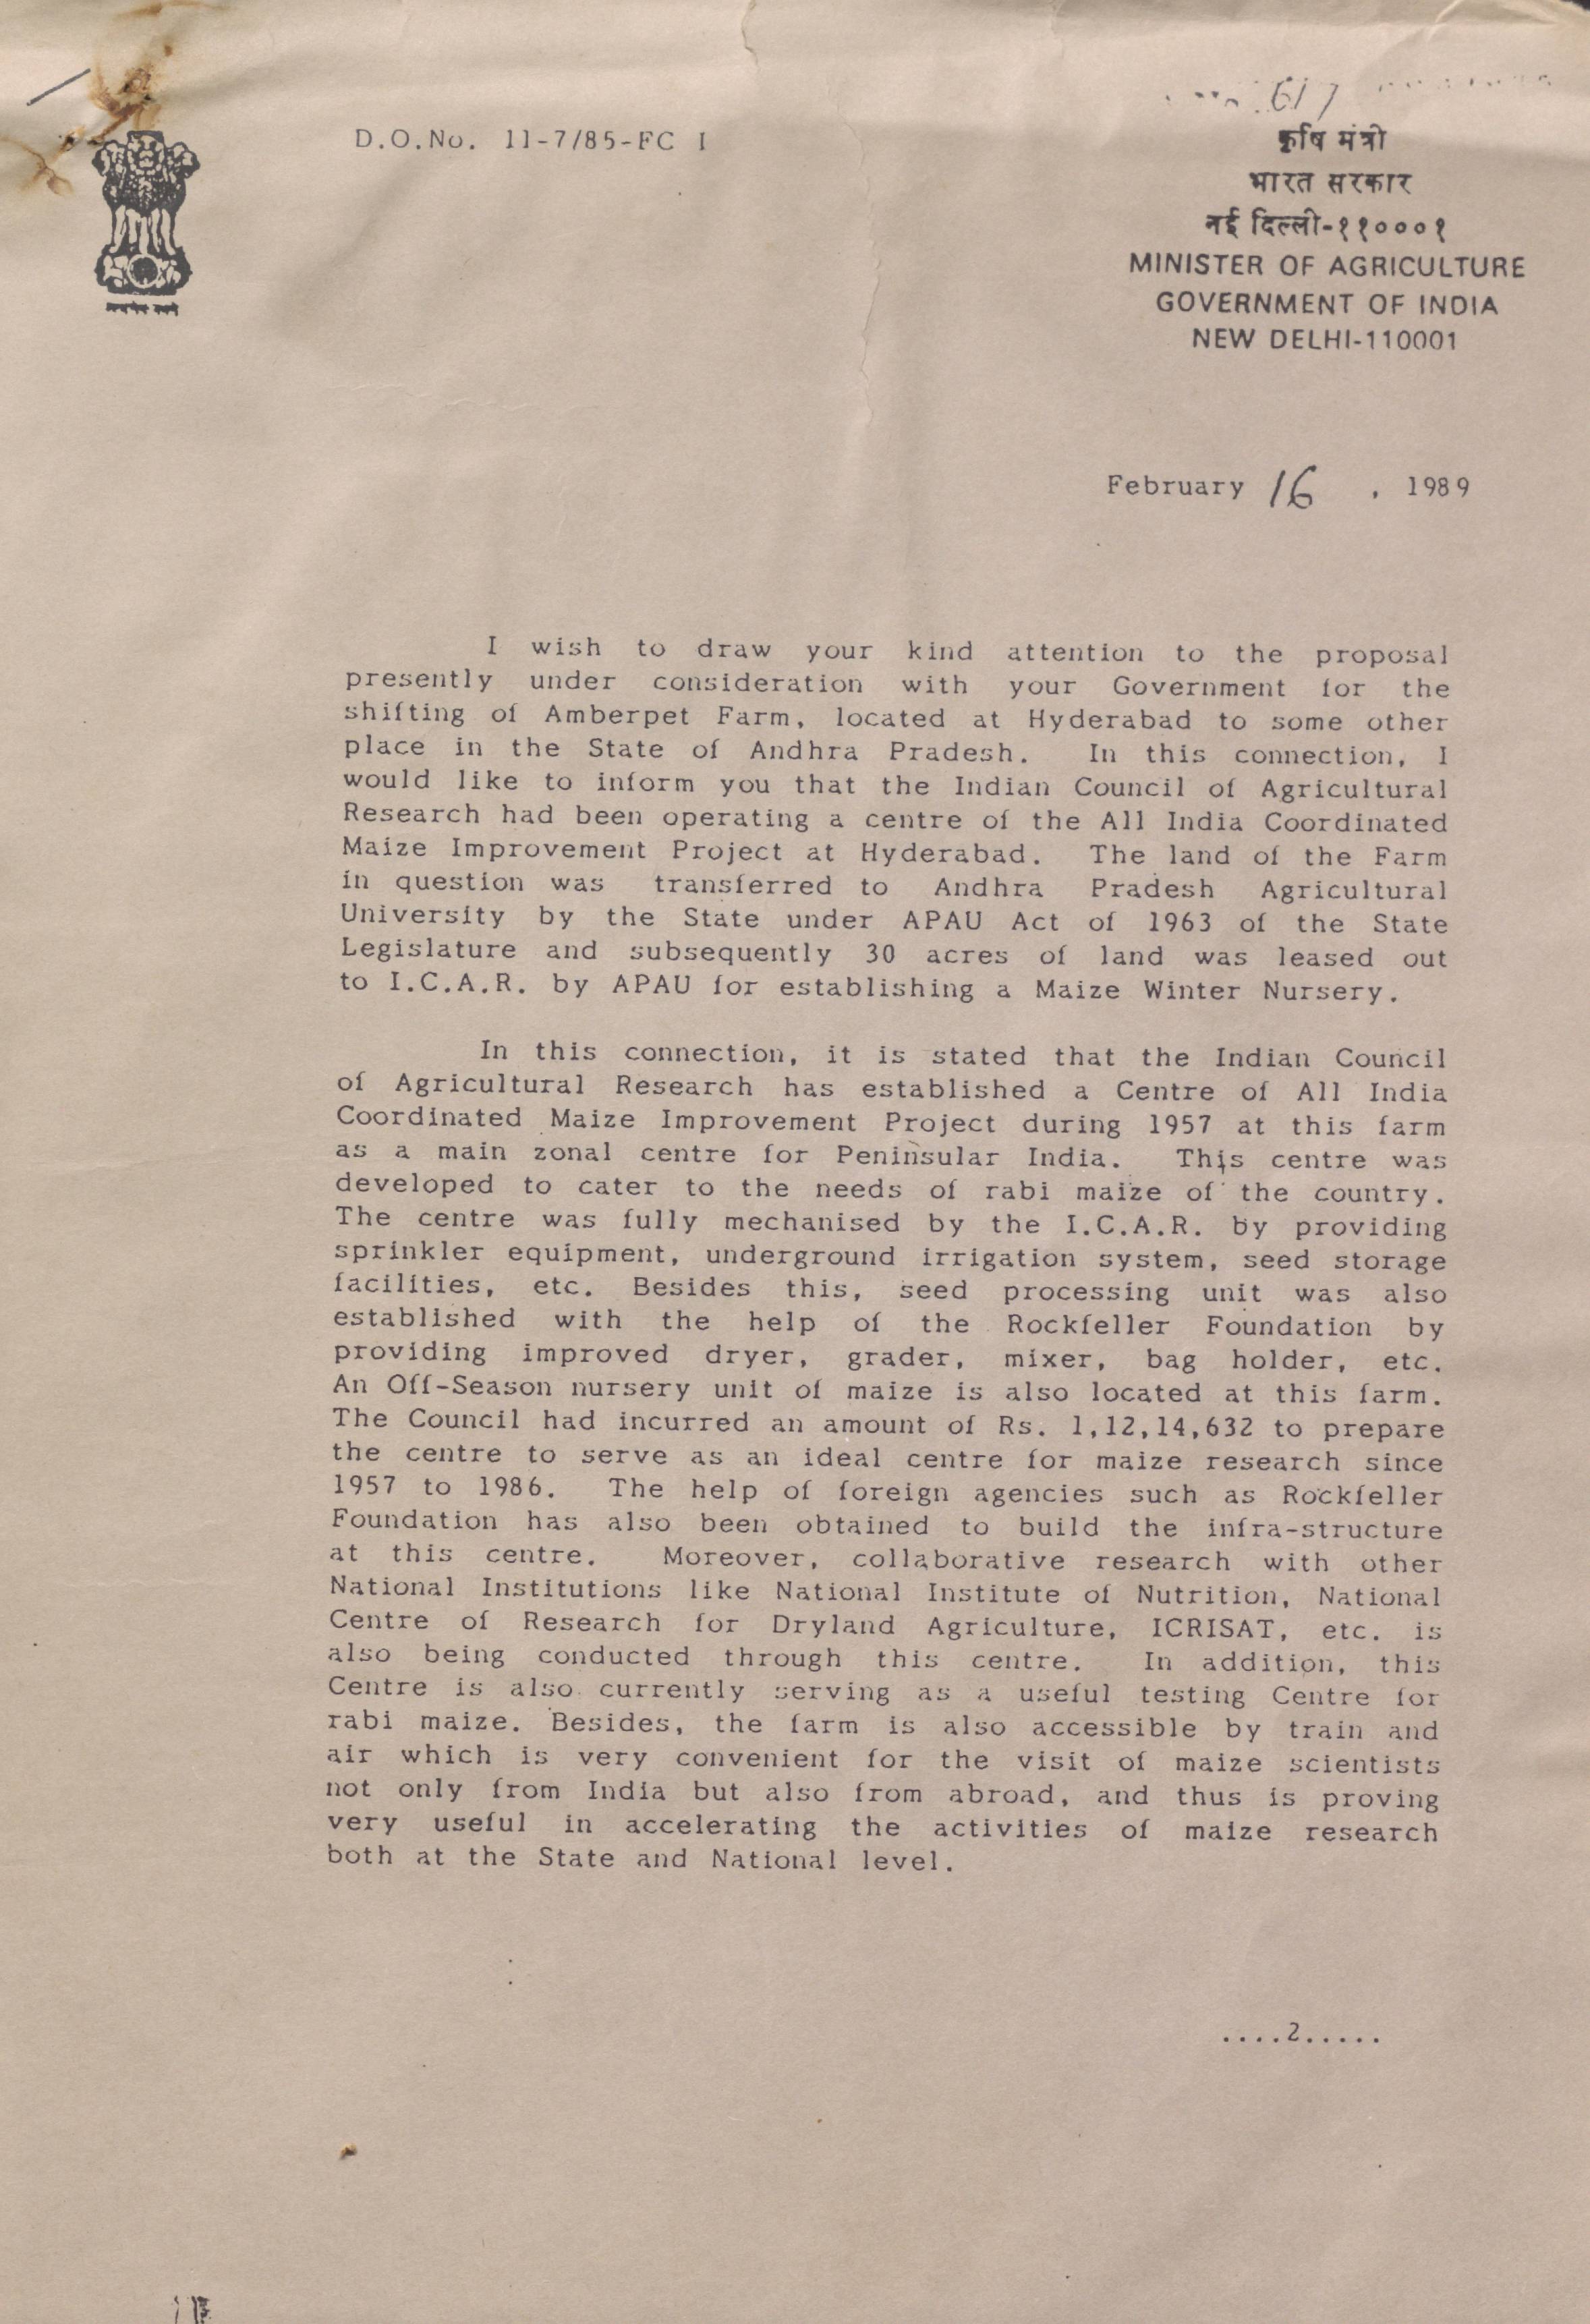 617
D.O.No. 11-7/85-FC I
कृषि मंत्री
भारत सरकार
नई दिल्ली-११०००१
MINISTER OF AGRICULTURE
GOVERNMENT OF INDIA
NEW DELHI-110001
February 16 , 1989
I wish to draw your kind attention to the proposal
presently under consideration with your Government for the
shifting of Amberpet Farm, located at Hyderabad to some other
place in the State of Andhra Pradesh. In this connection, I
would like to inform you that the Indian Council of Agricultural
Research had been operating a centre of the All India Coordinated
Maize Improvement Project at Hyderabad. The land of the Farm
in question was transferred to Andhra Pradesh Agricultural
University by the State under APAU Act of 1963 of the State
Legislature and subsequently 30 acres of land was leased out
to I.C.A.R. by APAU for establishing a Maize Winter Nursery.
In this connection, it is stated that the Indian Council
of Agricultural Research has established a Centre of All India
Coordinated Maize Improvement Project during 1957 at this farm
as a main zonal centre for Peninsular India. This centre was
developed to cater to the needs of rabi maize of the country.
The centre was fully mechanised by the I.C.A.R. by providing
sprinkler equipment, underground irrigation system, seed storage
facilities, etc. Besides this, seed processing unit was also
established with the help of the Rockfeller Foundation by
providing improved dryer, grader, mixer, bag holder, etc.
An Off-Season nursery unit of maize is also located at this farm.
The Council had incurred an amount of Rs. 1,12,14,632 to prepare
the centre to serve as an ideal centre for maize research since
1957 to 1986. The help of foreign agencies such as Rockfeller
Foundation has also been obtained to build the infra-structure
at this centre. Moreover, collaborative research with other
National Institutions like National Institute of Nutrition, National
Centre of Research for Dryland Agriculture, ICRISAT, etc. is
also being conducted through this centre. In addition, this
Centre is also currently serving as a useful testing Centre for
rabi maize. Besides, the farm is also accessible by train and
air which is very convenient for the visit of maize scientists
not only from India but also from abroad, and thus is proving
very useful in accelerating the activities of maize research
both at the State and National level.
....2.....